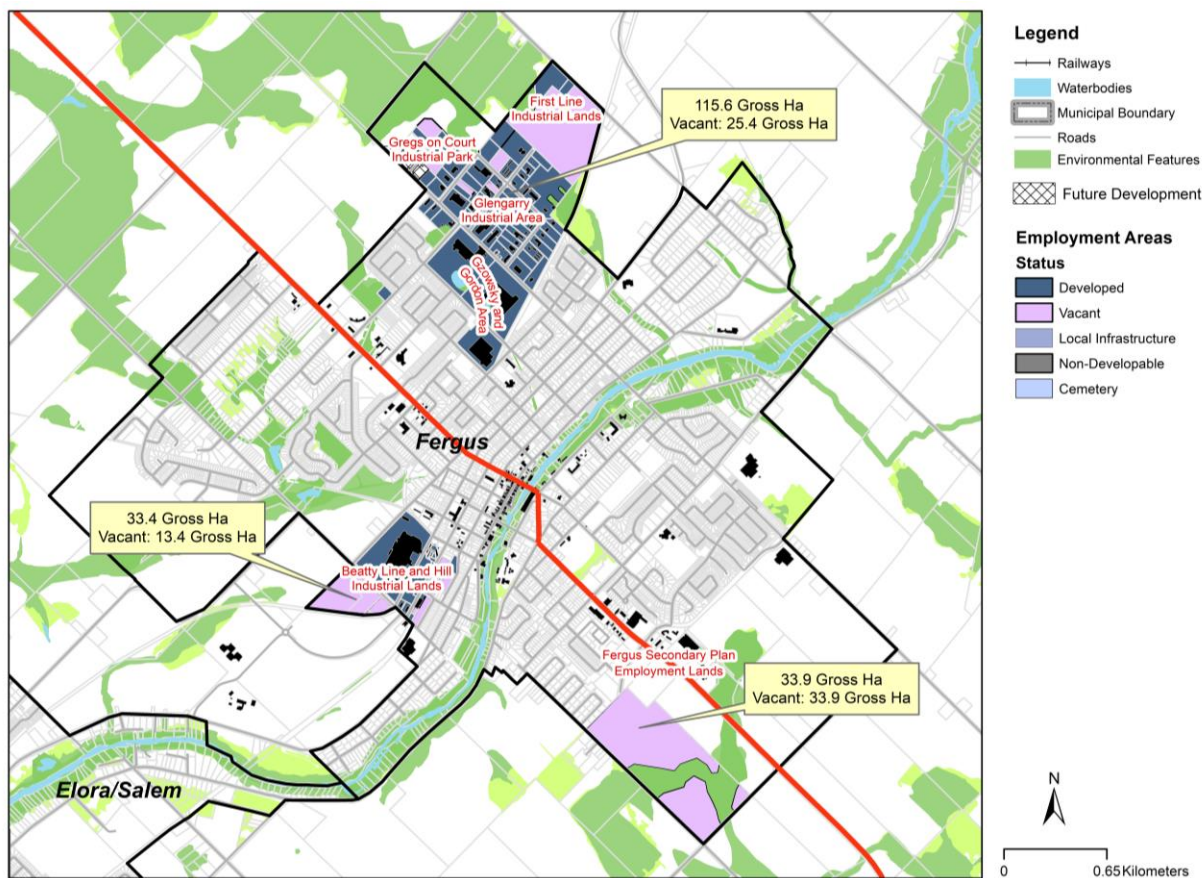 First Line
Industrial Lands
115.6 Gross Ha
Vacant: 25.4 Gross Ha
Gregs on Court
Industrial Park
Glengarry
Industrial Area
Gzowsky and
Gordon Area
Fergus
33.4 Gross Ha
Vacant: 13.4 Gross Ha
Beatty Line and Hill
Industrial Lands
Fergus Secondary Plan
Employment Lands
33.9 Gross Ha
Vacant: 33.9 Gross Ha
Elora/Salem
Legend
Railways
Waterbodies
Municipal Boundary
Roads
Environmental Features
Future Development
Employment Areas
Status
Developed
Vacant
Local Infrastructure
Non-Developable
Cemetery
N
0 0.65 Kilometers